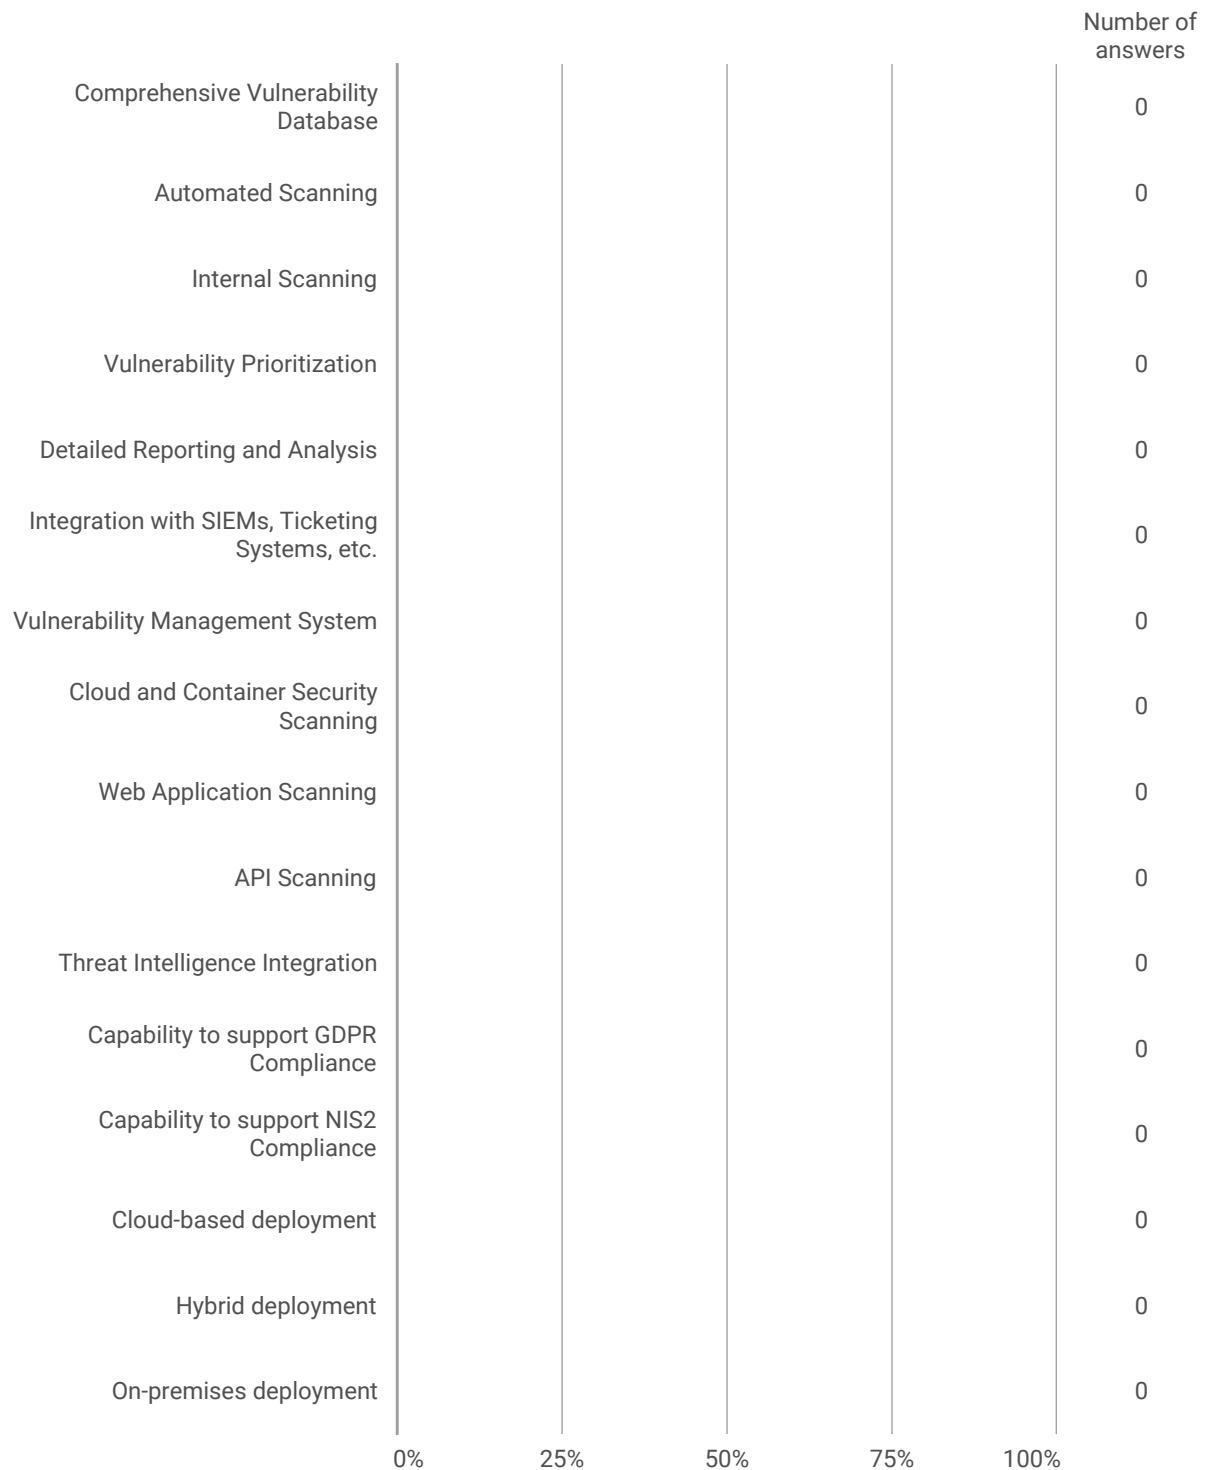 Number of
answers
Comprehensive Vulnerability
Database
0
Automated Scanning
0
Internal Scanning
0
Vulnerability Prioritization
0
Detailed Reporting and Analysis
0
Integration with SIEMs, Ticketing
Systems, etc.
0
Vulnerability Management System
0
Cloud and Container Security
Scanning
0
Web Application Scanning
0
API Scanning
0
Threat Intelligence Integration
0
Capability to support GDPR
Compliance
0
Capability to support NIS2
Compliance
0
Cloud-based deployment
0
Hybrid deployment
0
On-premises deployment
0
0% 25% 50% 75% 100%